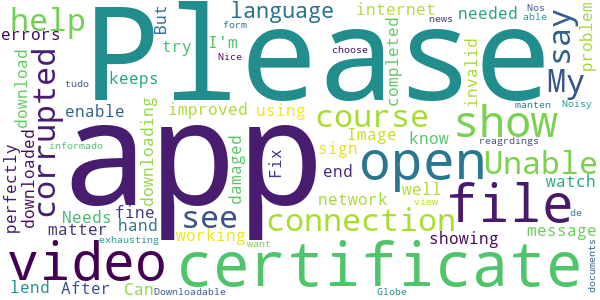 help Please language internet needed But I'm try Nos able news form Nice choose
errors keeps completed invalid My say problem
download corrupted tudo enable improved using course show manten Noisy
downloading Image know reagrdings
perfectly downloaded app sign open Unable
informado damaged Fix end network well watch
Needs fine see connection view file message
matter hand working showing de
exhausting want
video certificate documents
lend After Can Downloadable Globe